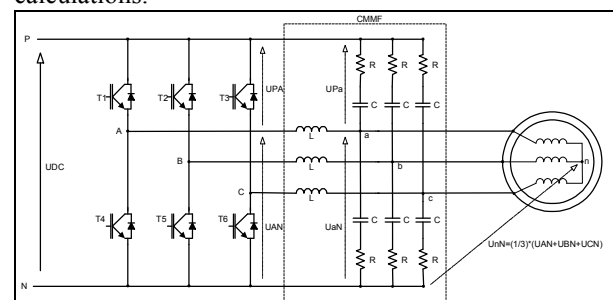 calculations.
CMMF
P
R R R
UPA UPa
T1 T2 T3
C C C
A L a
UDC B L b n
C L c
C C C
T4 T5 T6
UAN UaN
R R R
UnN=(1/3)*(UAN+UBN+UCN)
N